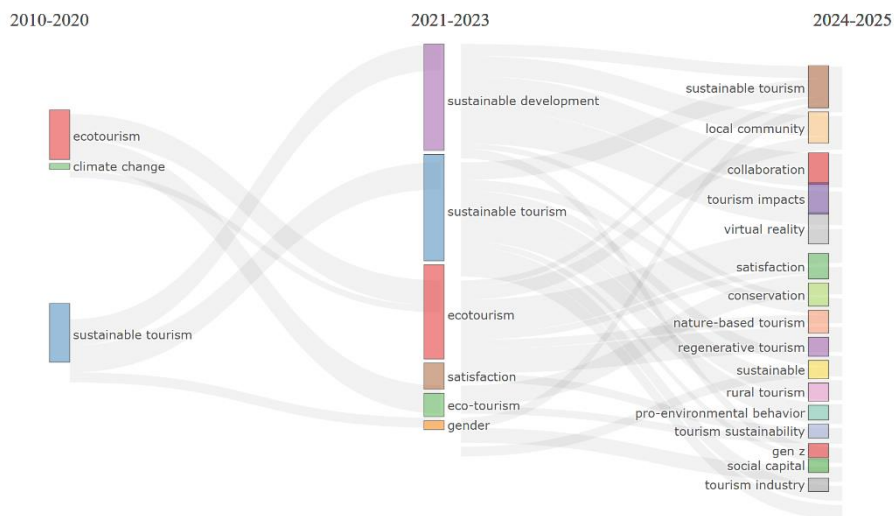 2010-2020
2021-2023
2024-2025
ecotourism
climate change
sustainable tourism
sustainable development
sustainable tourism
ecotourism
satisfaction
eco-tourism
gender
sustainable tourism
local community
collaboration
tourism impacts
virtual reality
satisfaction
conservation
nature-based tourism
regenerative tourism
sustainable
rural tourism
pro-environmental behavior
tourism sustainability
gen z
social capital
tourism industry